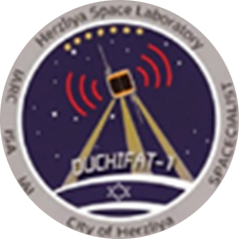 Herzliya Space Laboratory
SPACECIALIST
City of Herzliya
IAI
ISA
IARC
DUCHIFAT-1